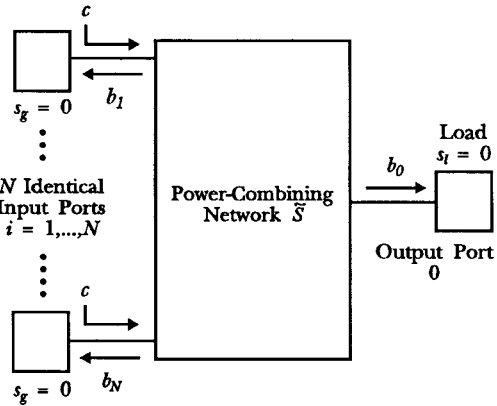 c
b1
sg = 0
N Identical
Input Ports
i = 1,...,N
c
bN
sg = 0
Power-Combining
Network S̃
b0
Load
sl = 0
Output Port
0